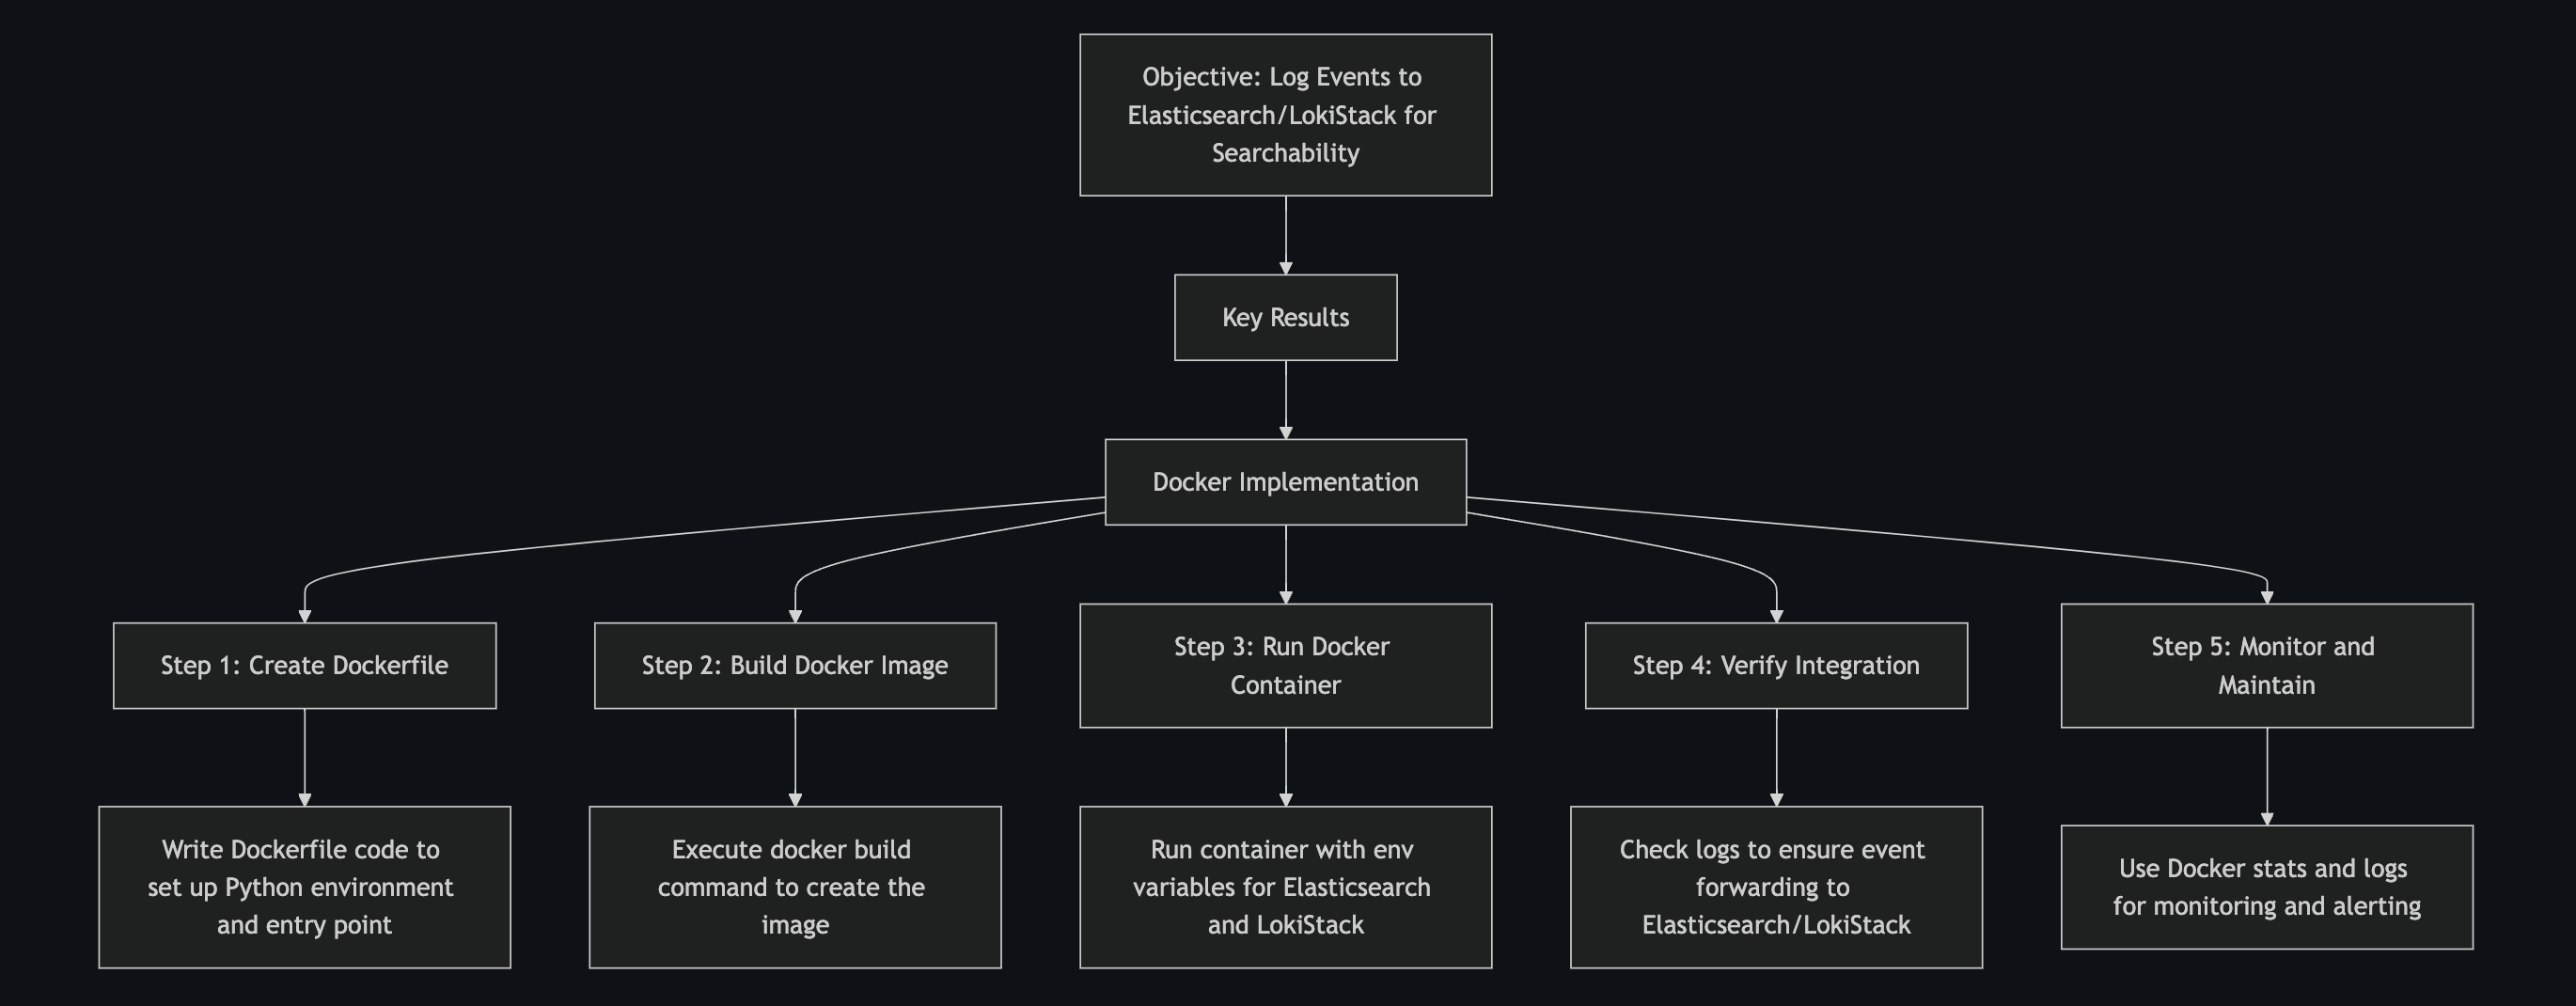 Objective: Log Events to
Elasticsearch/LokiStack for
Searchability
Key Results
Docker Implementation
Step 1: Create Dockerfile
Step 2: Build Docker Image
Step 3: Run Docker
Container
Step 4: Verify Integration
Step 5: Monitor and
Maintain
Write Dockerfile code to
set up Python environment
and entry point
Execute docker build
command to create the
image
Run container with env
variables for Elasticsearch
and LokiStack
Check logs to ensure event
forwarding to
Elasticsearch/LokiStack
Use Docker stats and logs
for monitoring and alerting